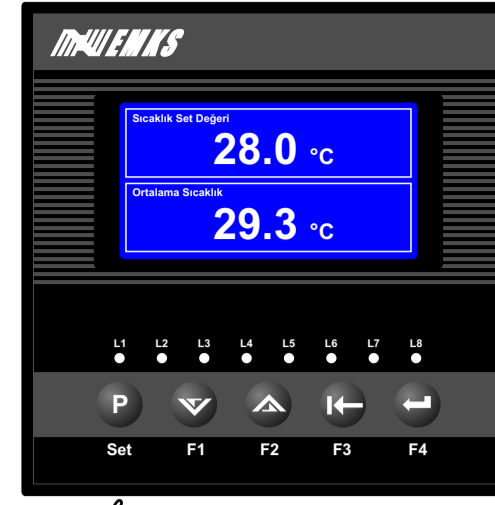 EMKS
Sıcaklık Set Değeri
28.0 °C
Ortalama Sıcaklık
29.3 °C
L1 L2 L3 L4 L5 L6 L7 L8
P
Set F1 F2 F3 F4